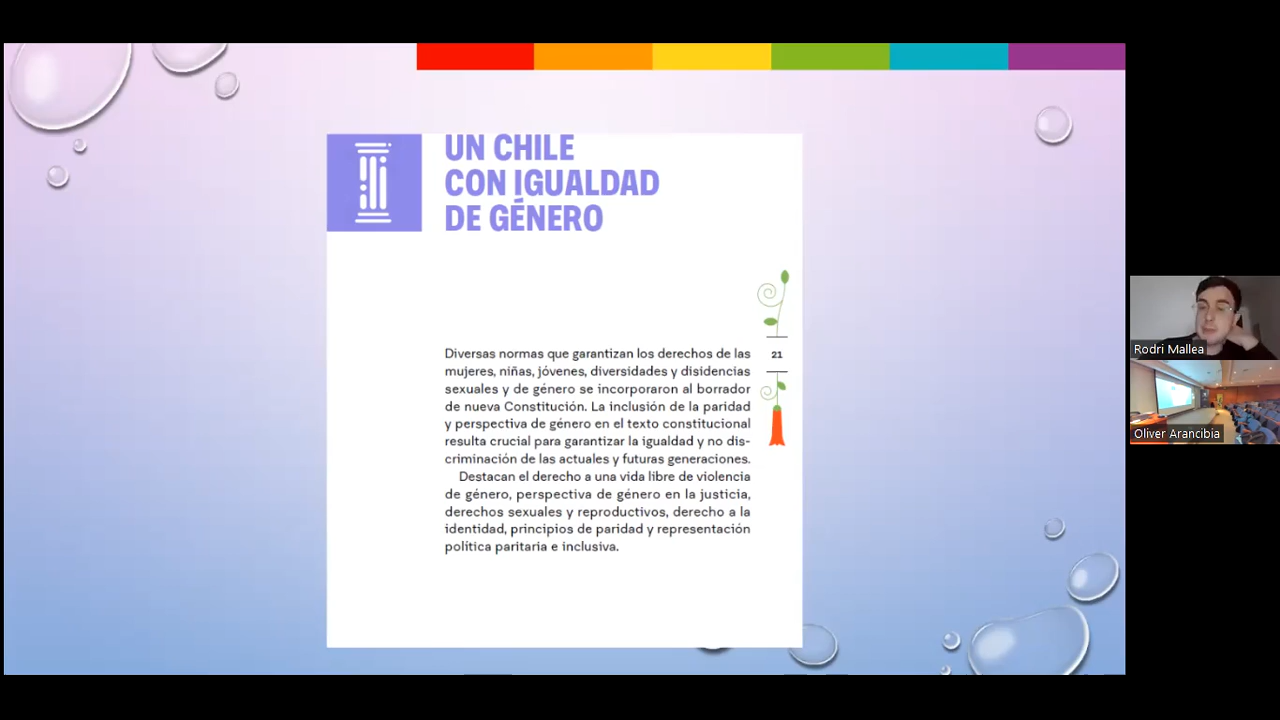 UN CHILE
CON IGUALDAD
DE GÉNERO
Diversas normas que garantizan los derechos de las
mujeres, niñas, jóvenes, diversidades y disidencias
sexuales y de género se incorporaron al borrador
de nueva Constitución. La inclusión de la paridad
y perspectiva de género en el texto constitucional
resulta crucial para garantizar la igualdad y no dis-
criminación de las actuales y futuras generaciones.
Destacan el derecho a una vida libre de violencia
de género, perspectiva de género en la justicia,
derechos sexuales y reproductivos, derecho a la
identidad, principios de paridad y representación
política paritaria e inclusiva.
21
Rodri Mallea
Oliver Arancibia